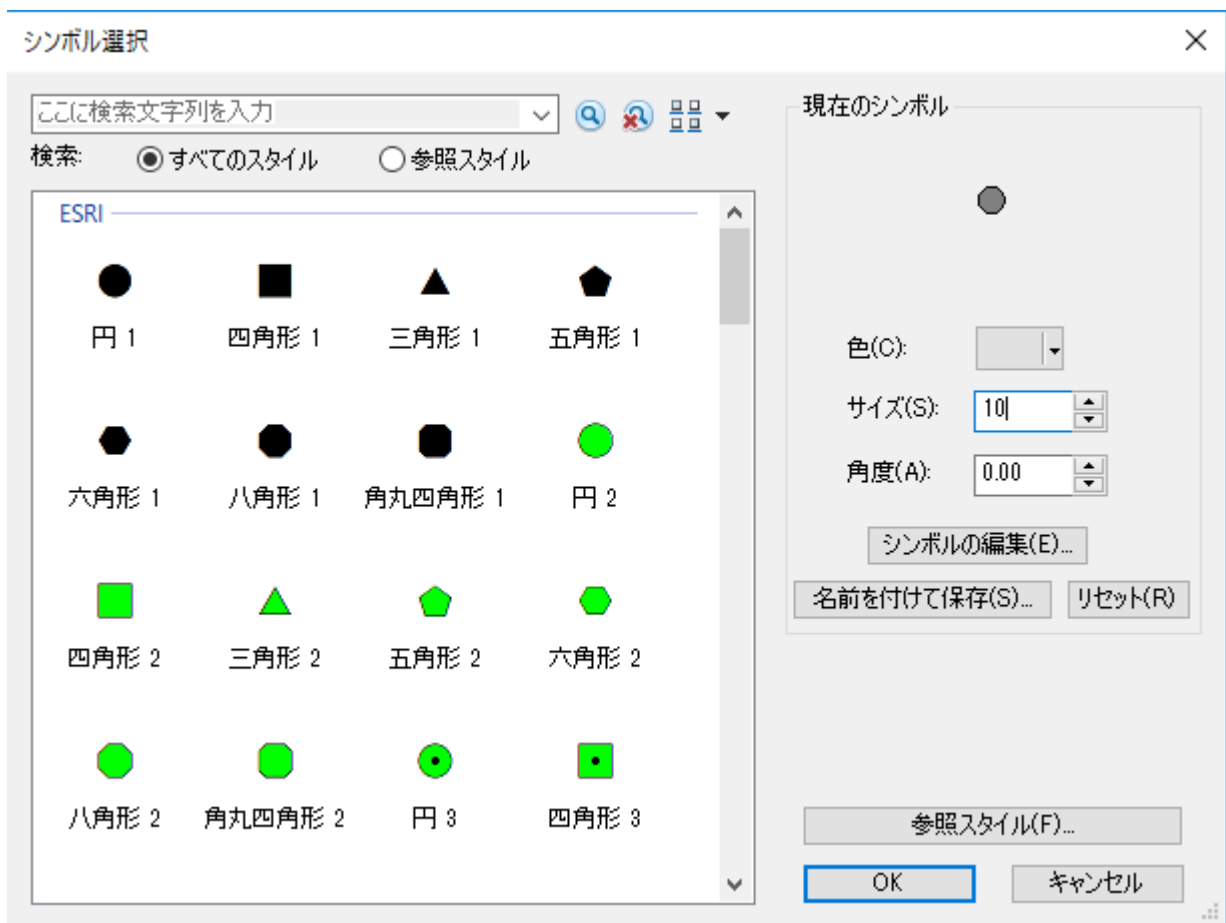 シンボル選択
ここに検索文字列を入力
検索: すべてのスタイル 参照スタイル
ESRI
円 1 四角形 1 三角形 1 五角形 1
六角形 1 八角形 1 角丸四角形 1 円 2
四角形 2 三角形 2 五角形 2 六角形 2
八角形 2 角丸四角形 2 円 3 四角形 3
現在のシンボル
色(C):
サイズ(S): 10
角度(A): 0.00
シンボルの編集(E)...
名前を付けて保存(S)... リセット(R)
参照スタイル(F)...
OK キャンセル